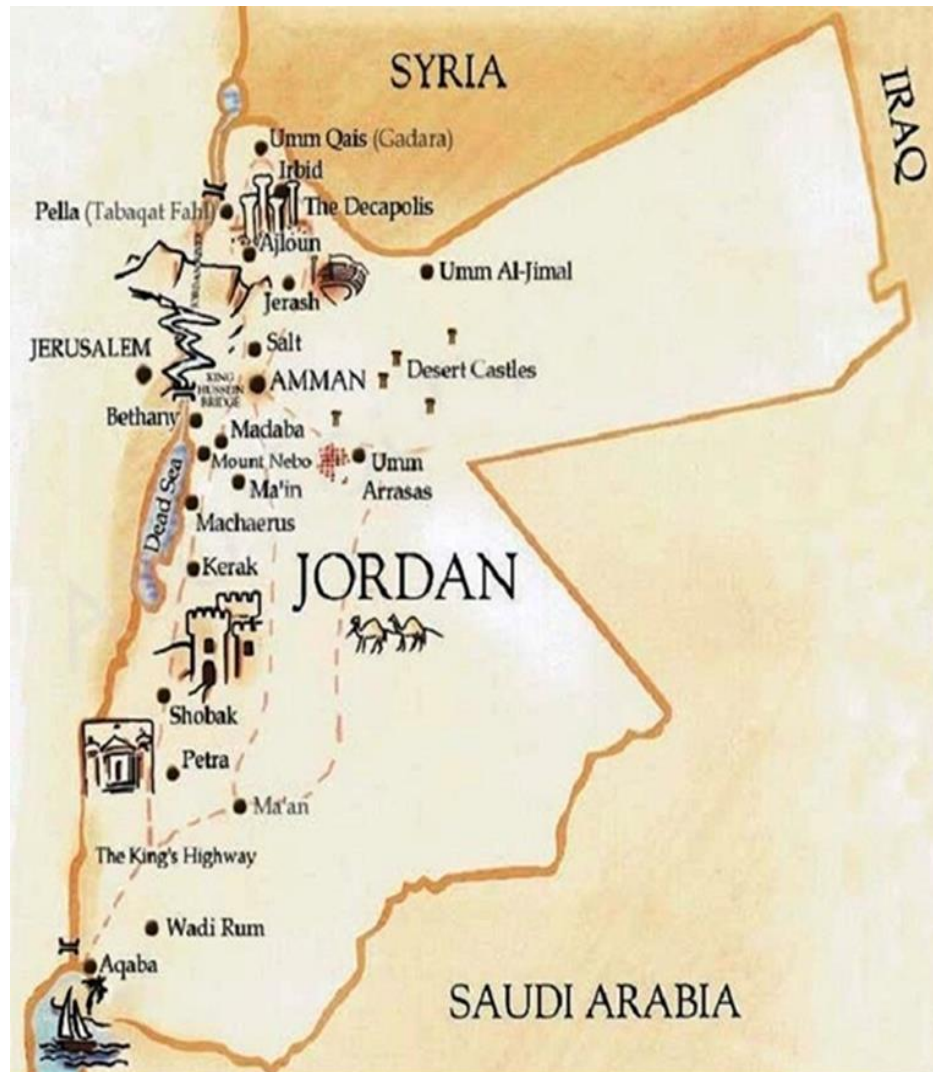 SYRIA
IRAQ
Umm Qais (Gadara)
Irbid
Pella (Tabaqat Fahl)
The Decapolis
Ajloun
JORDAN RIVER
Umm Al-Jimal
Jerash
JERUSALEM
Salt
KING
HUSSEIN
BRIDGE
AMMAN
Desert Castles
Bethany
Madaba
Mount Nebo
Umm
Arrasas
Ma'in
Dead Sea
Machaerus
Kerak
JORDAN
Shobak
Petra
Ma'an
The King's Highway
Wadi Rum
Aqaba
SAUDI ARABIA